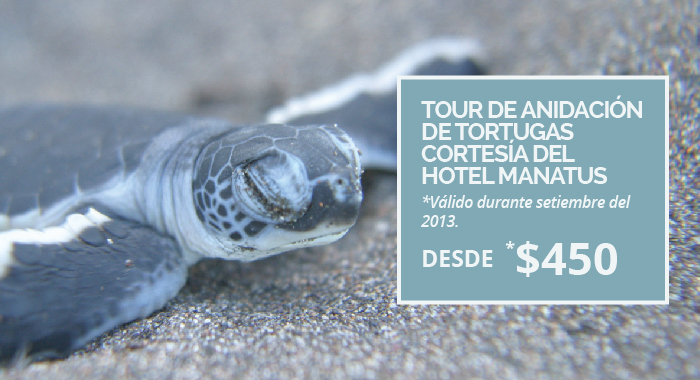 TOUR DE ANIDACIÓN
DE TORTUGAS
CORTESÍA DEL
HOTEL MANATUS
*Válido durante setiembre del
2013.
DESDE *$450